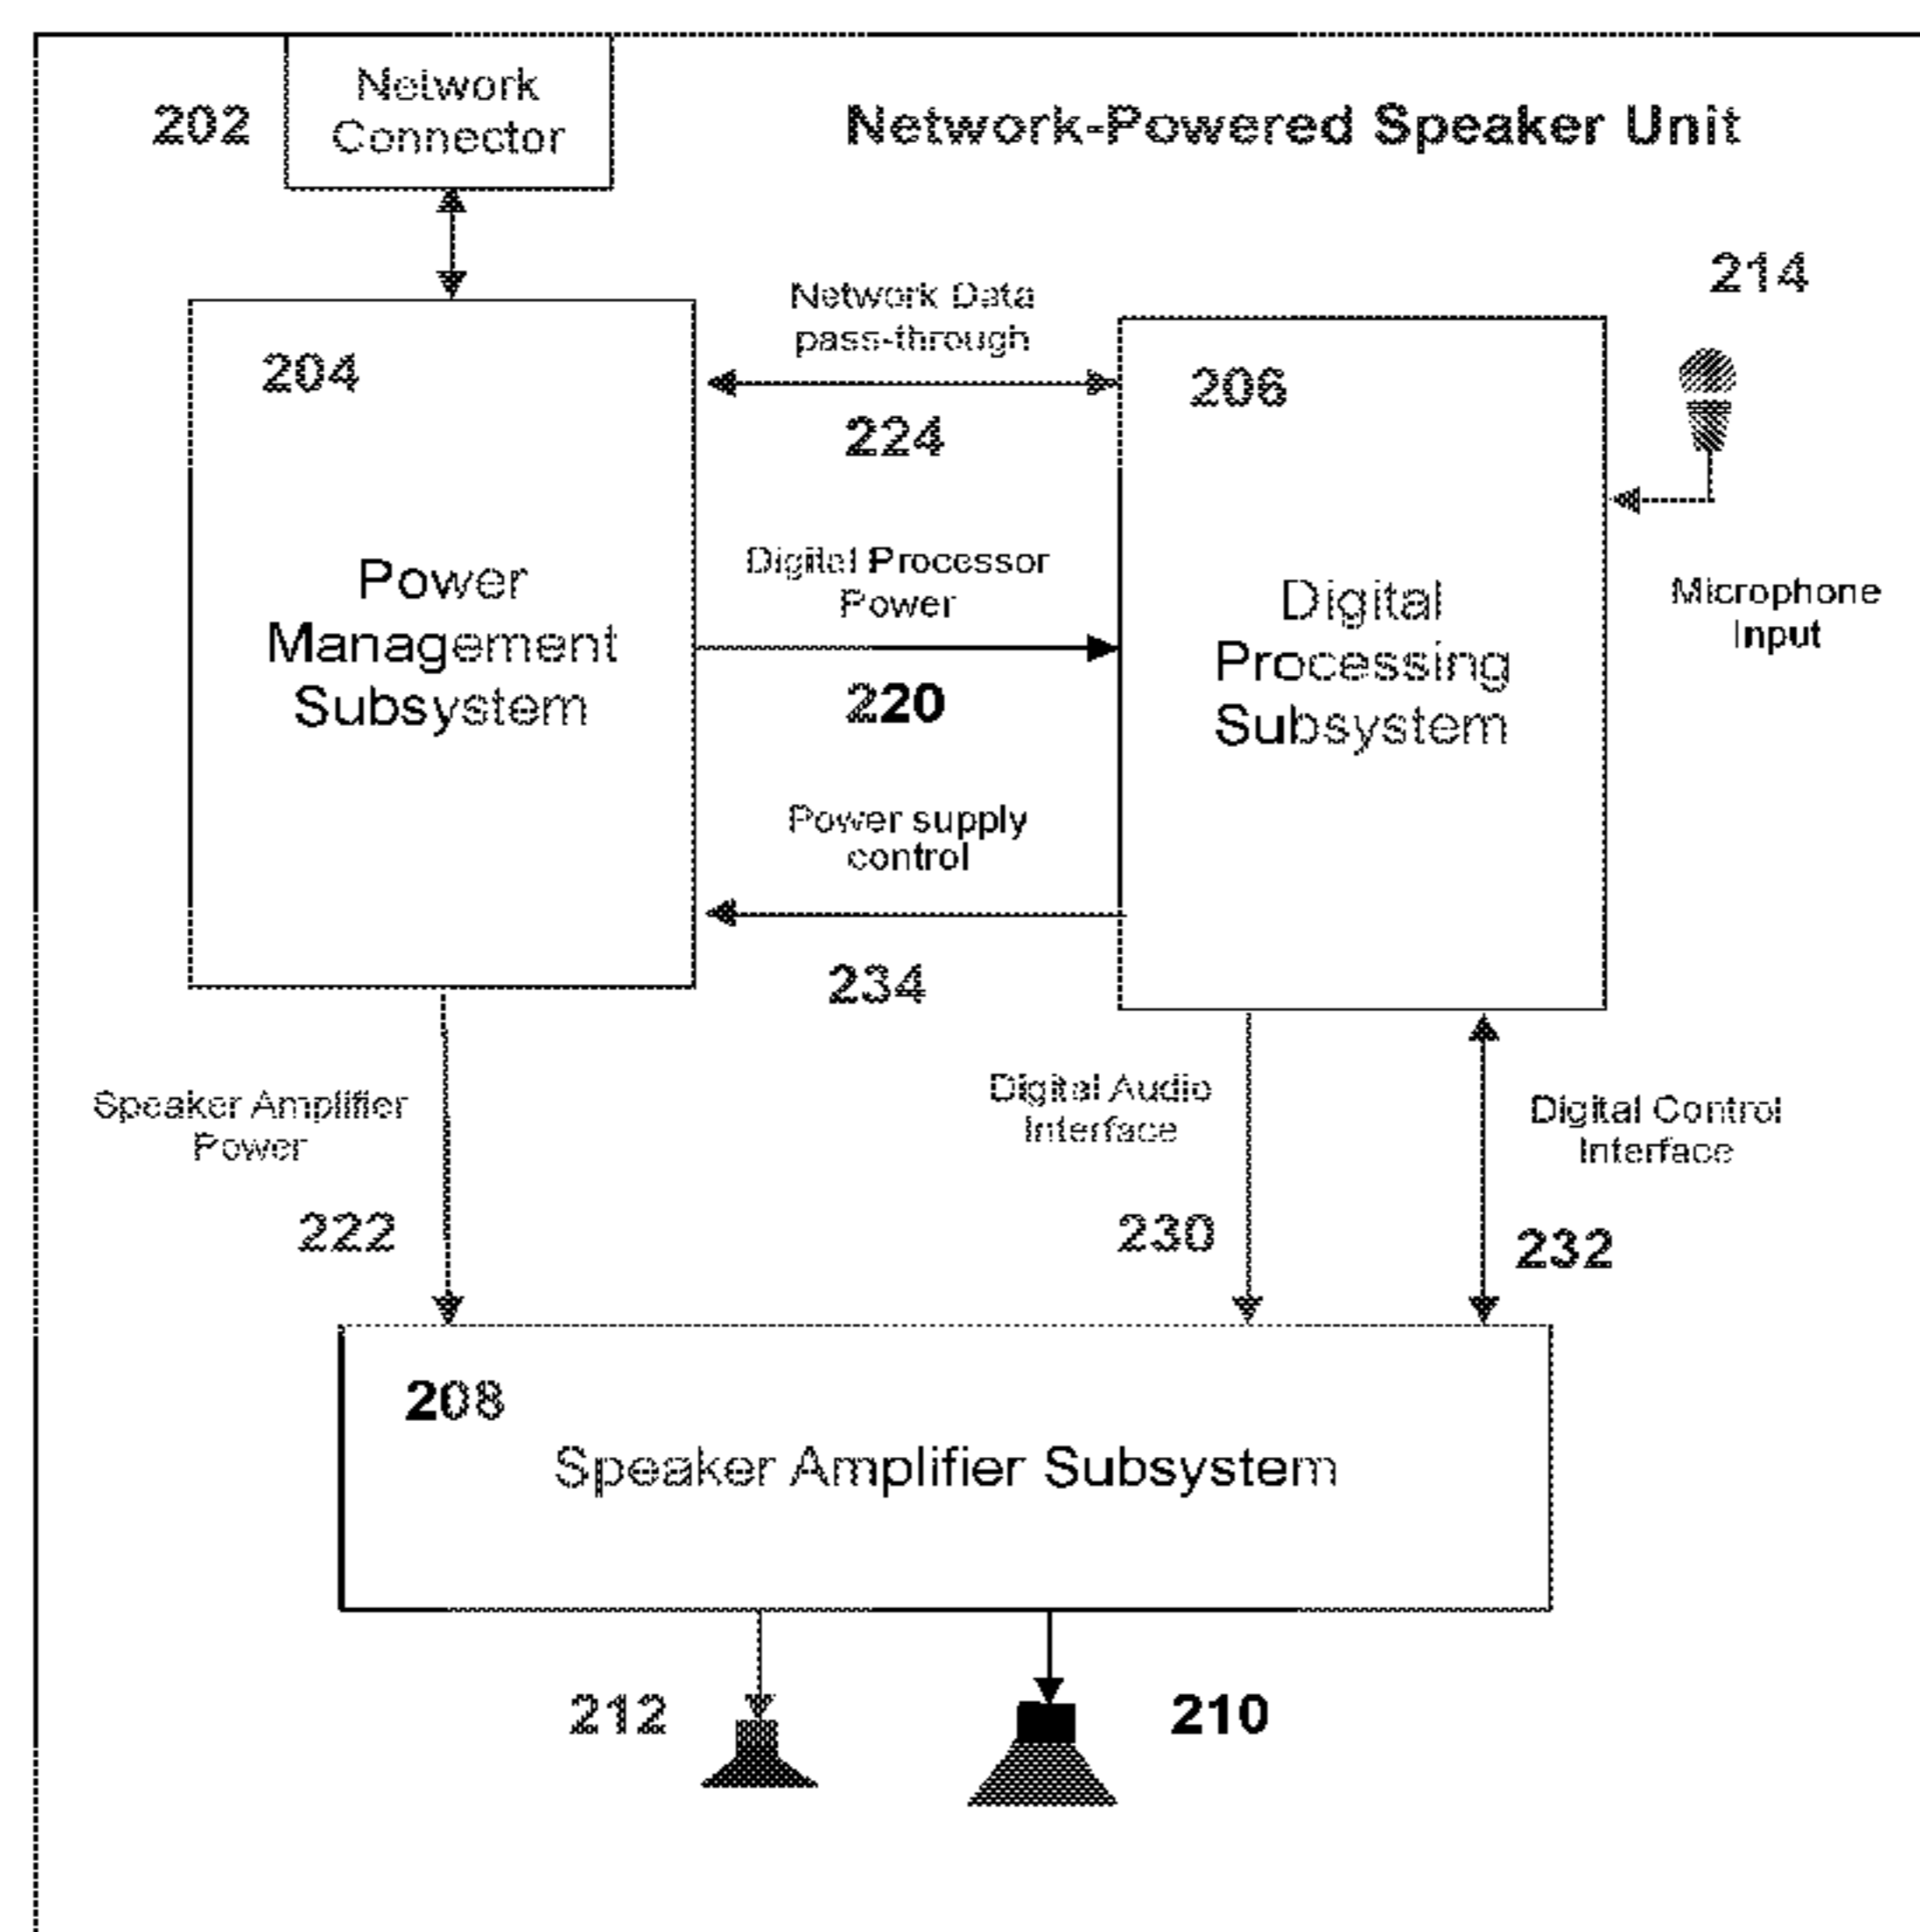 Network
Connector
202
Network-Powered Speaker Unit
214
Network Data
pass-through
204
206
224
Digital Processor
Power
Microphone
Input
Power
Management
Subsystem
Digital
Processing
Subsystem
220
Power supply
control
234
Speaker Amplifier
Power
Digital Audio
Interface
Digital Control
Interface
222
230
232
208
Speaker Amplifier Subsystem
212
210